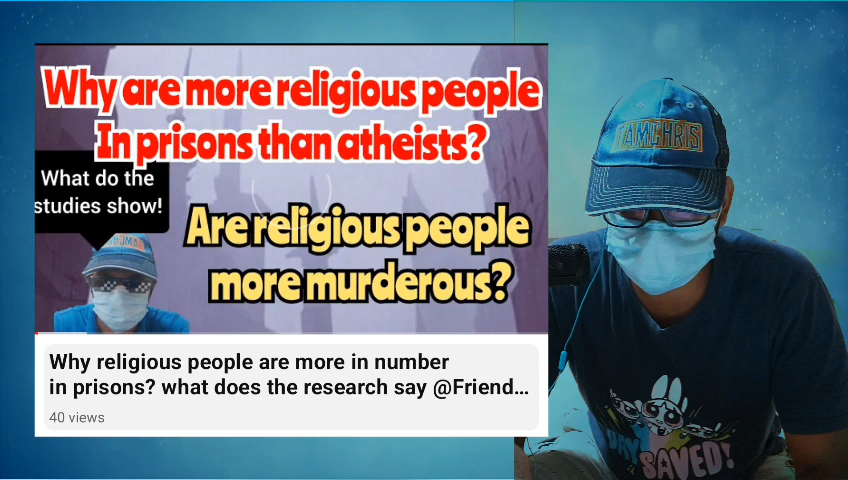 Why are more religious people
In prisons than atheists?
What do the
studies show!
Are religious people
more murderous?
Why religious people are more in number
in prisons? what does the research say @Friend...
40 views
IAMCHRIS
DAY
SAVED!